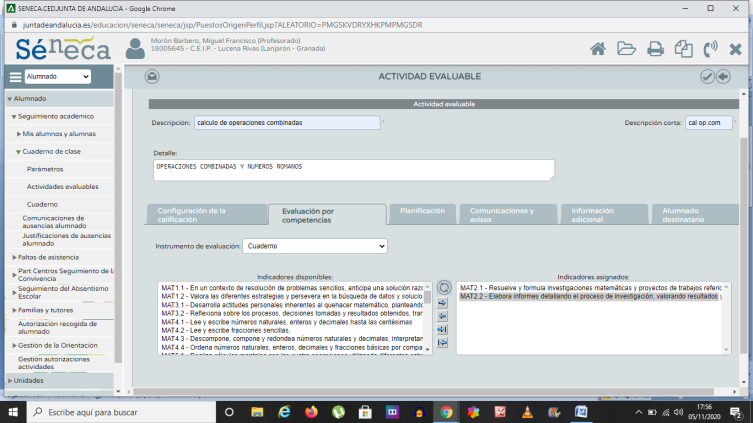 SENECA.CED.JUNTA DE ANDALUCIA - Google Chrome
juntadeandalucia.es/educacion/seneca/seneca/jsp/PuestosOrigenPerfil.jsp?ALEATORIO=PMGSKVDRYXHKPMPMGSDR
Séneca
Morón Barbero, Miguel Francisco (Profesorado)
18005645 - C.E.I.P. - Lucena Rivas (Lanjarón - Granada)
Alumnado
ACTIVIDAD EVALUABLE
Alumnado
Seguimiento académico
Mis alumnos y alumnas
Cuaderno de clase
Parámetros
Actividades evaluables
Cuaderno
Comunicaciones de
ausencias alumnado
Justificaciones de ausencias
alumnado
Faltas de asistencia
Part Centros Seguimiento de la
Convivencia
Seguimiento del Absentismo
Escolar
Familias y tutores
Autorización recogida de
alumnado
Gestión de la Orientación
Gestión autorizaciones
actividades
Unidades
Actividad evaluable
Descripción: calculo de operaciones combinadas *
Descripción corta: cal op.com *
Detalle:
OPERACIONES COMBINADAS Y NUMEROS ROMANOS
Configuración de la
calificación
Evaluación por
competencias
Planificación
Comunicaciones y
avisos
Información
adicional
Alumnado
destinatario
Instrumento de evaluación: Cuaderno
Indicadores disponibles:
MAT1.1 - En un contexto de resolución de problemas sencillos, anticipa una solución razo
MAT1.2 - Valora las diferentes estrategias y persevera en la búsqueda de datos y solucio
MAT3.1 - Desarrolla actitudes personales inherentes al quehacer matemático, planteando
MAT3.2 - Reflexiona sobre los procesos, decisiones tomadas y resultados obtenidos, tran
MAT4.1 - Lee y escribe números naturales, enteros y decimales hasta las centésimas
MAT4.2 - Lee y escribe fracciones sencillas.
MAT4.3 - Descompone, compone y redondea números naturales y decimales, interpretan
MAT4.4 - Ordena números naturales, enteros, decimales y fracciones básicas por compa
Indicadores asignados:
MAT2.1 - Resuelve y formula investigaciones matemáticas y proyectos de trabajos referic
MAT2.2 - Elabora informes detallando el proceso de investigación, valorando resultados y
Escribe aquí para buscar
17:56
05/11/2020